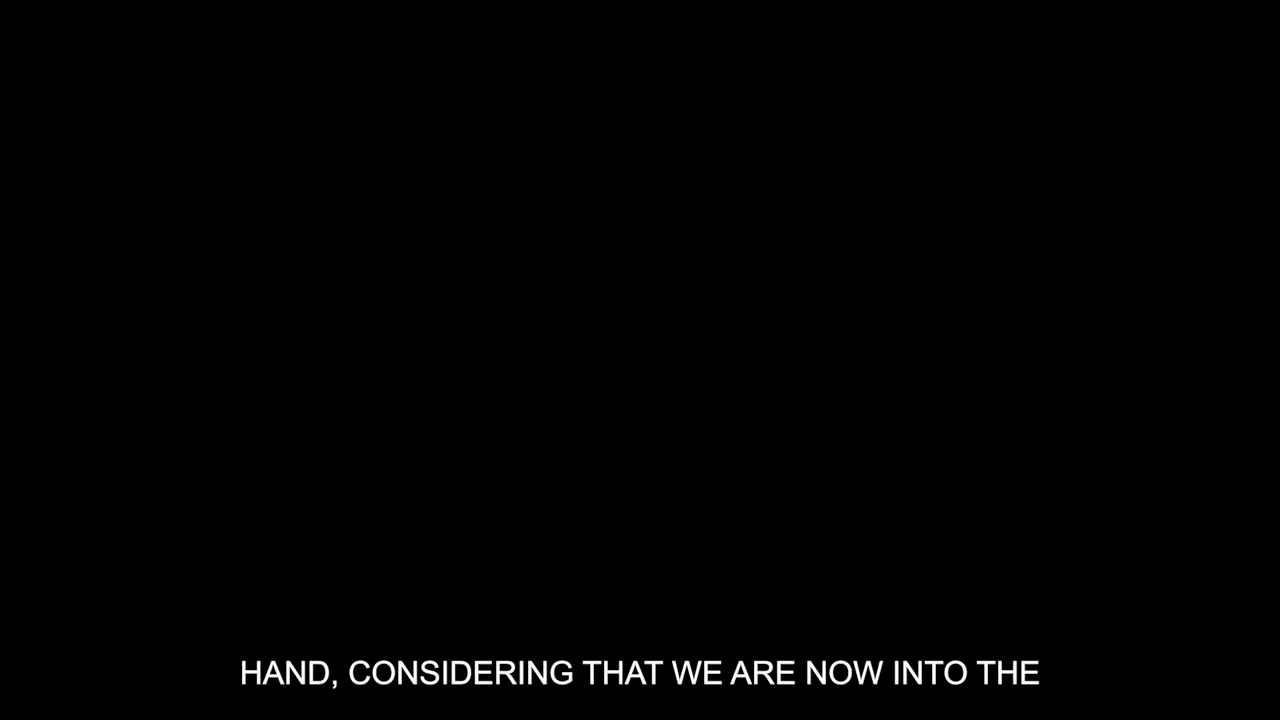 HAND, CONSIDERING THAT WE ARE NOW INTO THE